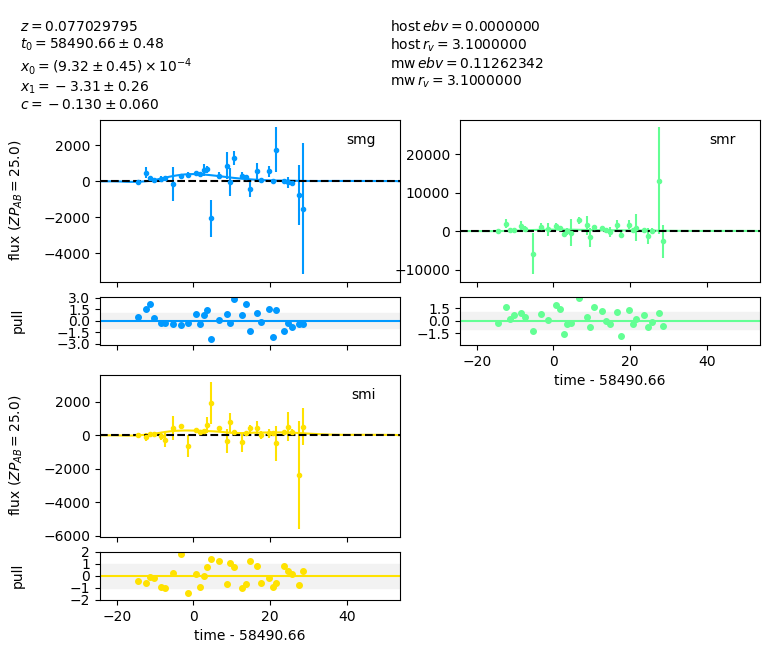 z = 0.077029795
t₀ = 58490.66 ± 0.48
x₀ = (9.32 ± 0.45) × 10⁻⁴
x₁ = −3.31 ± 0.26
c = −0.130 ± 0.060
host ebv = 0.0000000
host r_v = 3.1000000
mw ebv = 0.11262342
mw r_v = 3.1000000
smg
flux (ZP_AB = 25.0)
2000
0
−2000
−4000
smr
20000
10000
0
−10000
pull
3.0
1.5
0.0
−1.5
−3.0
1.5
0.0
−1.5
−20 0 20 40
time - 58490.66
smi
flux (ZP_AB = 25.0)
2000
0
−2000
−4000
−6000
pull
2
1
0
−1
−2
−20 0 20 40
time - 58490.66